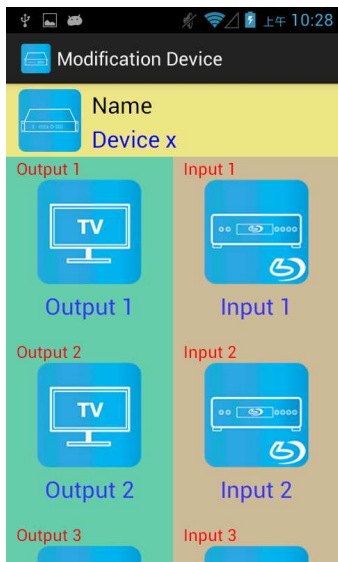 上午 10:28
Modification Device
Name
Device x
Output 1
Input 1
TV
Output 1
Input 1
Output 2
Input 2
TV
Output 2
Input 2
Output 3
Input 3